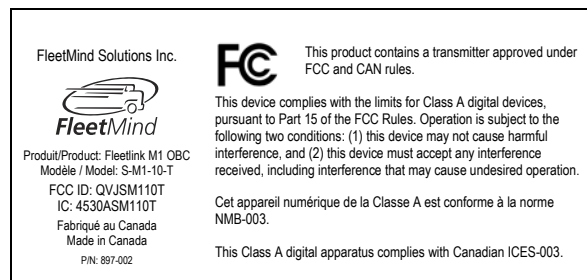 FleetMind Solutions Inc.
FleetMind
Produit/Product: Fleetlink M1 OBC
Modèle / Model: S-M1-10-T
FCC ID: QVJSM110T
IC: 4530ASM110T
Fabriqué au Canada
Made in Canada
P/N: 897-002
FC
This product contains a transmitter approved under
FCC and CAN rules.
This device complies with the limits for Class A digital devices,
pursuant to Part 15 of the FCC Rules. Operation is subject to the
following two conditions: (1) this device may not cause harmful
interference, and (2) this device must accept any interference
received, including interference that may cause undesired operation.
Cet appareil numérique de la Classe A est conforme à la norme
NMB-003.
This Class A digital apparatus complies with Canadian ICES-003.